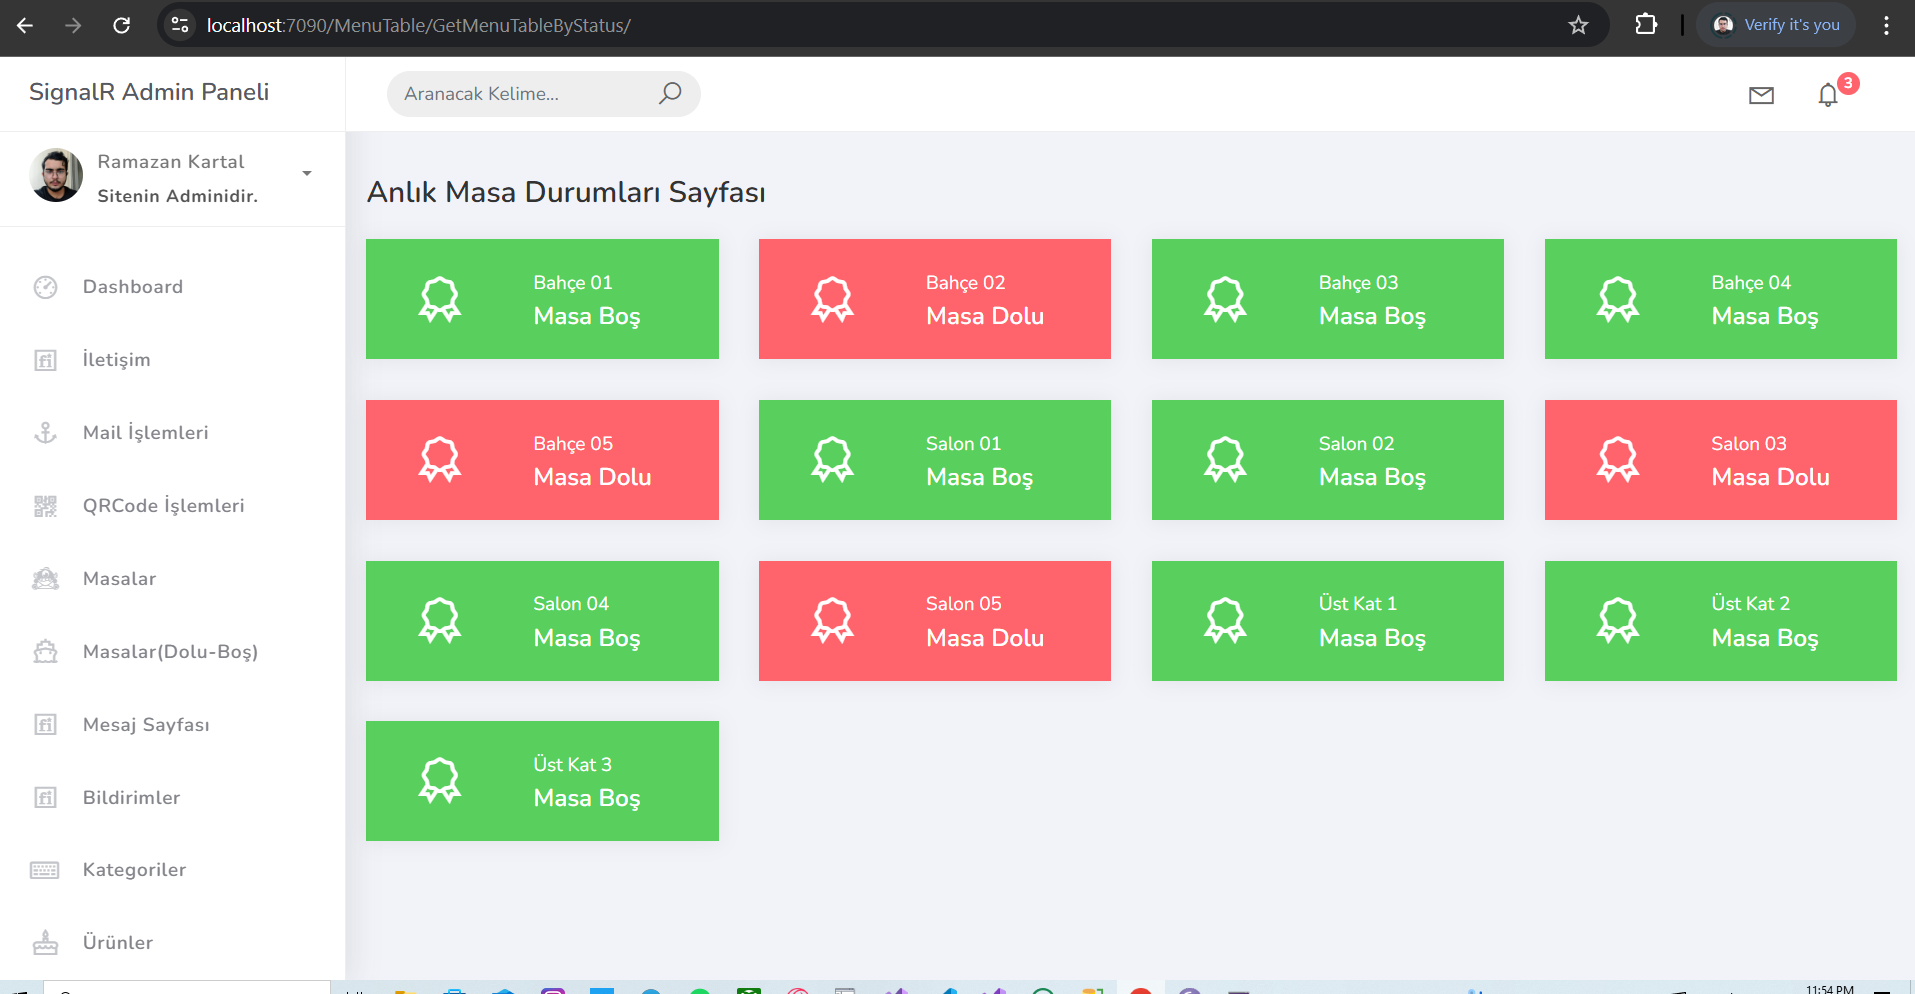 localhost:7090/MenuTable/GetMenuTableByStatus/
Verify it's you
SignalR Admin Paneli
Aranacak Kelime...
3
Ramazan Kartal
Sitenin Adminidir.
Dashboard
İletişim
Mail İşlemleri
QRCode İşlemleri
Masalar
Masalar(Dolu-Boş)
Mesaj Sayfası
Bildirimler
Kategoriler
Ürünler
Anlık Masa Durumları Sayfası
Bahçe 01
Masa Boş
Bahçe 02
Masa Dolu
Bahçe 03
Masa Boş
Bahçe 04
Masa Boş
Bahçe 05
Masa Dolu
Salon 01
Masa Boş
Salon 02
Masa Boş
Salon 03
Masa Dolu
Salon 04
Masa Boş
Salon 05
Masa Dolu
Üst Kat 1
Masa Boş
Üst Kat 2
Masa Boş
Üst Kat 3
Masa Boş
11:54 PM